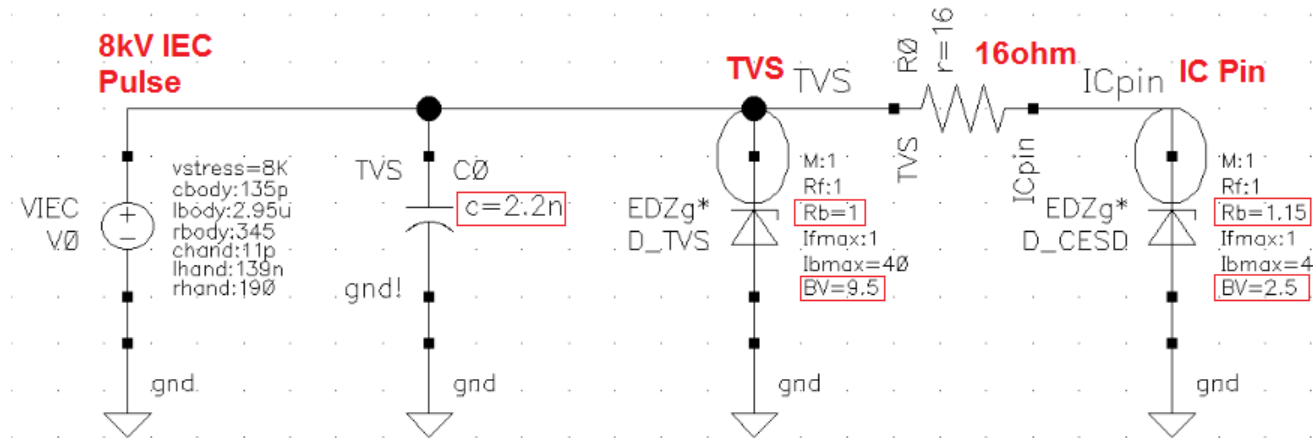 8kV IEC
Pulse
VIEC
V0
vstress=8K
cbody:135p
lbody:2.95u
rbody:345
chand:11p
lhand:139n
rhand:190
gnd
TVS
C0
c=2.2n
gnd!
gnd
TVS
TVS
EDZg*
D_TVS
M:1
Rf:1
Rb=1
Ifmax:1
Ibmax=40
BV=9.5
gnd
TVS
R0
r=16
16ohm
ICpin
ICpin
IC Pin
EDZg*
D_CESD
M:1
Rf:1
Rb=1.15
Ifmax:1
Ibmax=4
BV=2.5
gnd